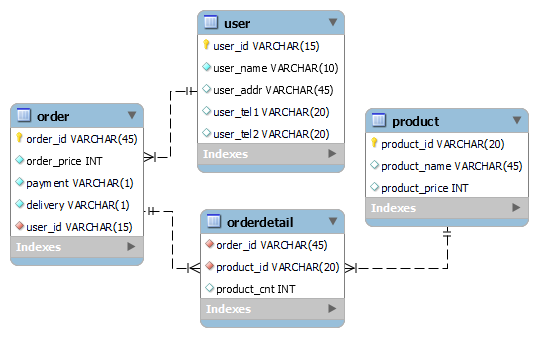 user
user_id VARCHAR(15)
user_name VARCHAR(10)
user_addr VARCHAR(45)
user_tel1 VARCHAR(20)
user_tel2 VARCHAR(20)
Indexes
order
order_id VARCHAR(45)
order_price INT
payment VARCHAR(1)
delivery VARCHAR(1)
user_id VARCHAR(15)
Indexes
product
product_id VARCHAR(20)
product_name VARCHAR(45)
product_price INT
Indexes
orderdetail
order_id VARCHAR(45)
product_id VARCHAR(20)
product_cnt INT
Indexes